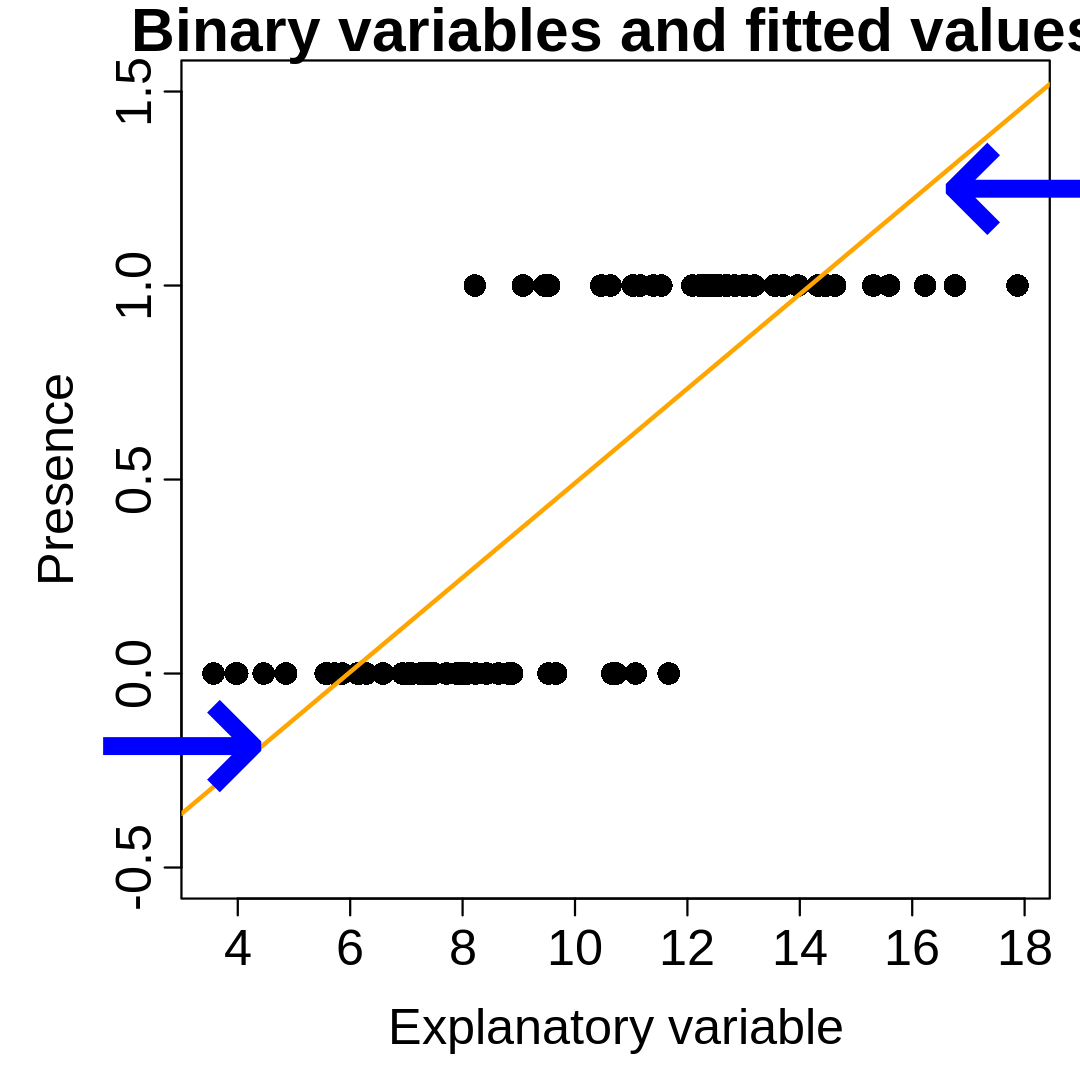 Binary variables and fitted values
1.5
1.0
0.5
0.0
-0.5
Presence
4 6 8 10 12 14 16 18
Explanatory variable